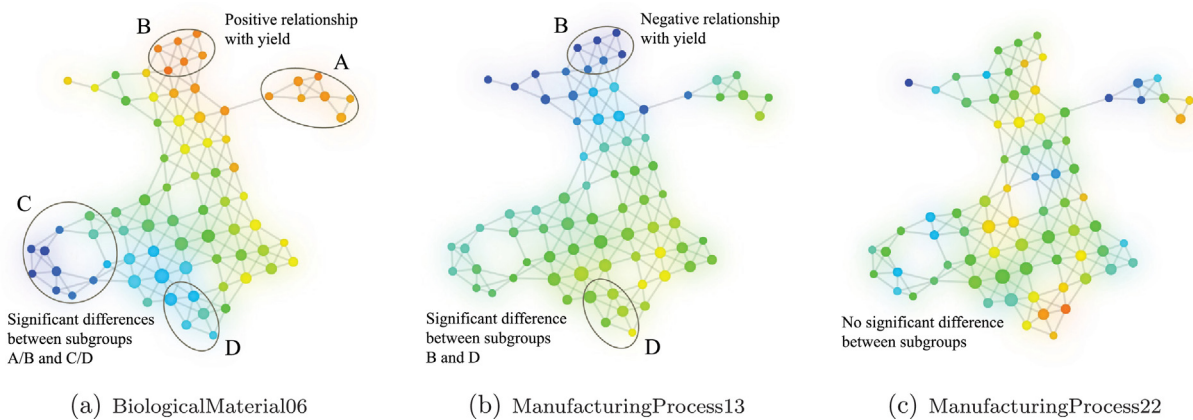 B
Positive relationship
with yield
A
C
Significant differences
between subgroups
A/B and C/D
D
(a) BiologicalMaterial06
B
Negative relationship
with yield
Significant difference
between subgroups
B and D
D
(b) ManufacturingProcess13
No significant difference
between subgroups
(c) ManufacturingProcess22